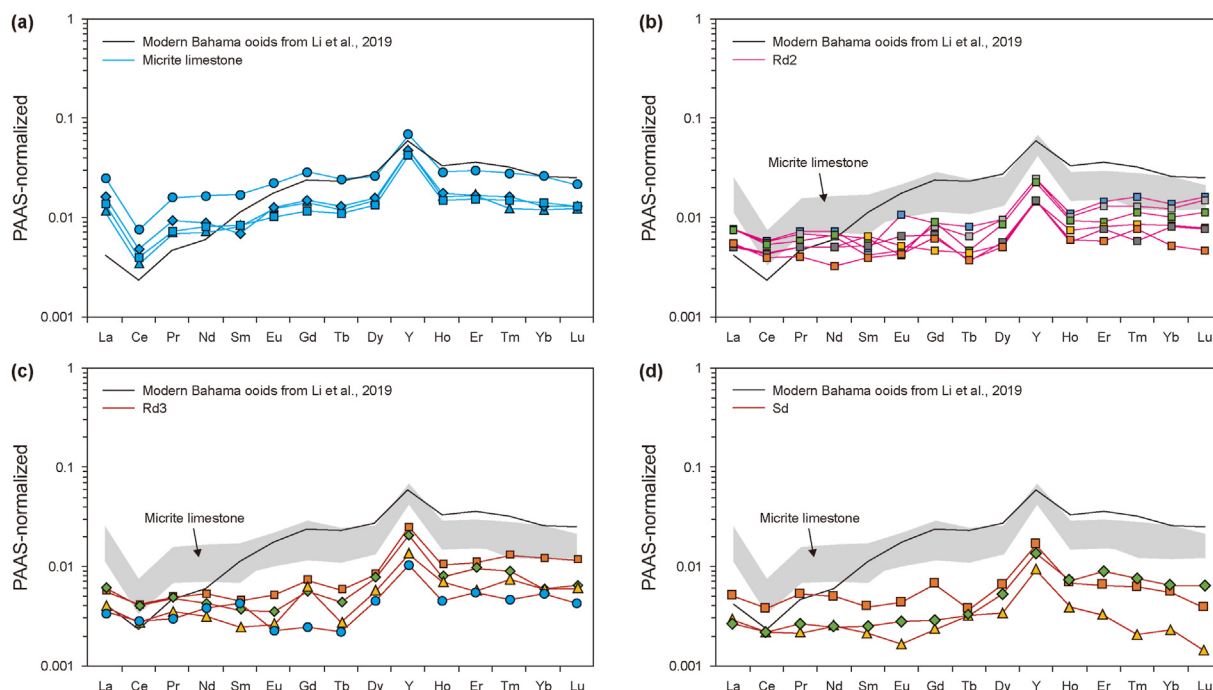 (a)
1
0.1
0.01
0.001
PAAS-normalized
Modern Bahama ooids from Li et al., 2019
Micrite limestone
La Ce Pr Nd Sm Eu Gd Tb Dy Y Ho Er Tm Yb Lu
(b)
1
0.1
0.01
0.001
PAAS-normalized
Modern Bahama ooids from Li et al., 2019
Rd2
Micrite limestone
La Ce Pr Nd Sm Eu Gd Tb Dy Y Ho Er Tm Yb Lu
(c)
1
0.1
0.01
0.001
PAAS-normalized
Modern Bahama ooids from Li et al., 2019
Rd3
Micrite limestone
La Ce Pr Nd Sm Eu Gd Tb Dy Y Ho Er Tm Yb Lu
(d)
1
0.1
0.01
0.001
PAAS-normalized
Modern Bahama ooids from Li et al., 2019
Sd
Micrite limestone
La Ce Pr Nd Sm Eu Gd Tb Dy Y Ho Er Tm Yb Lu